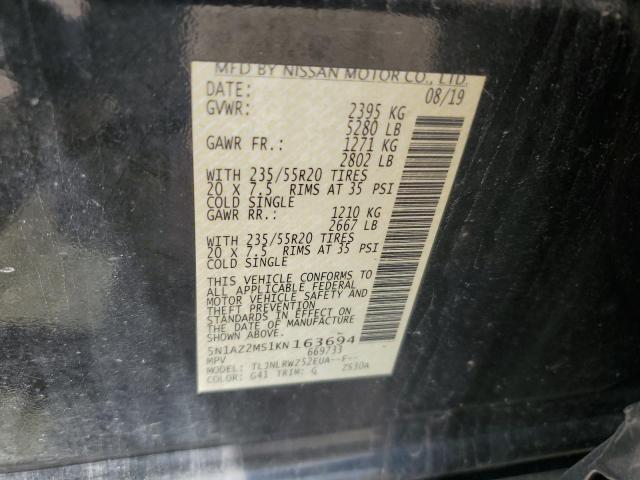 MFD BY NISSAN MOTOR CO., LTD.
DATE: 08/19
GVWR: 2395 KG
5280 LB
GAWR FR.: 1271 KG
2802 LB
WITH 235/55R20 TIRES
20 X 7.5 RIMS AT 35 PSI
COLD SINGLE
GAWR RR.: 1210 KG
2667 LB
WITH 235/55R20 TIRES
20 X 7.5 RIMS AT 35 PSI
COLD SINGLE
THIS VEHICLE CONFORMS TO
ALL APPLICABLE FEDERAL
MOTOR VEHICLE SAFETY AND
THEFT PREVENTION
STANDARDS IN EFFECT ON
THE DATE OF MANUFACTURE
SHOWN ABOVE.
5N1AZ2MS1KN163694
MPV 669733
MODEL: TLJNLRWZ52EUA--F--
COLOR: G41 TRIM: G ZS30A